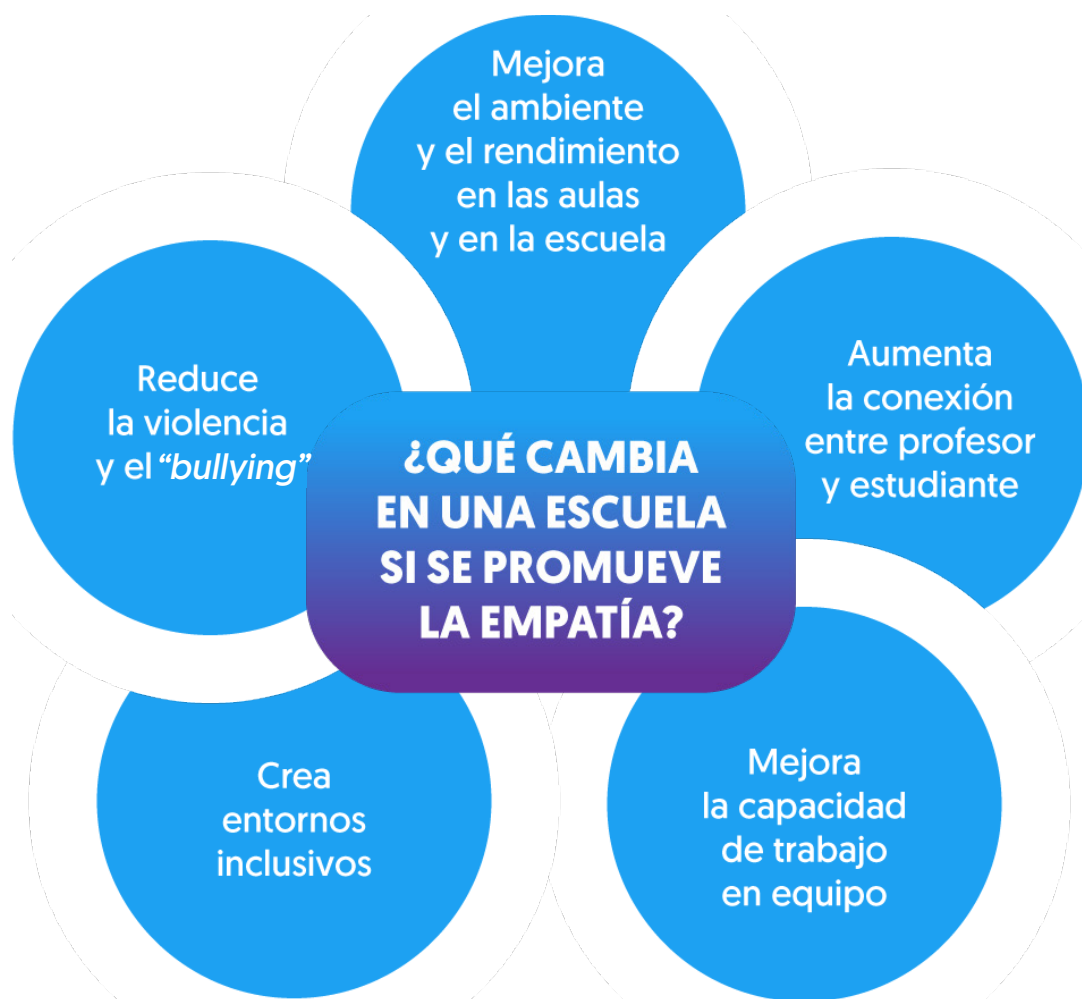 Mejora
el ambiente
y el rendimiento
en las aulas
y en la escuela
Aumenta
la conexión
entre profesor
y estudiante
Reduce
la violencia
y el “bullying”
¿QUÉ CAMBIA
EN UNA ESCUELA
SI SE PROMUEVE
LA EMPATÍA?
Mejora
la capacidad
de trabajo
en equipo
Crea
entornos
inclusivos